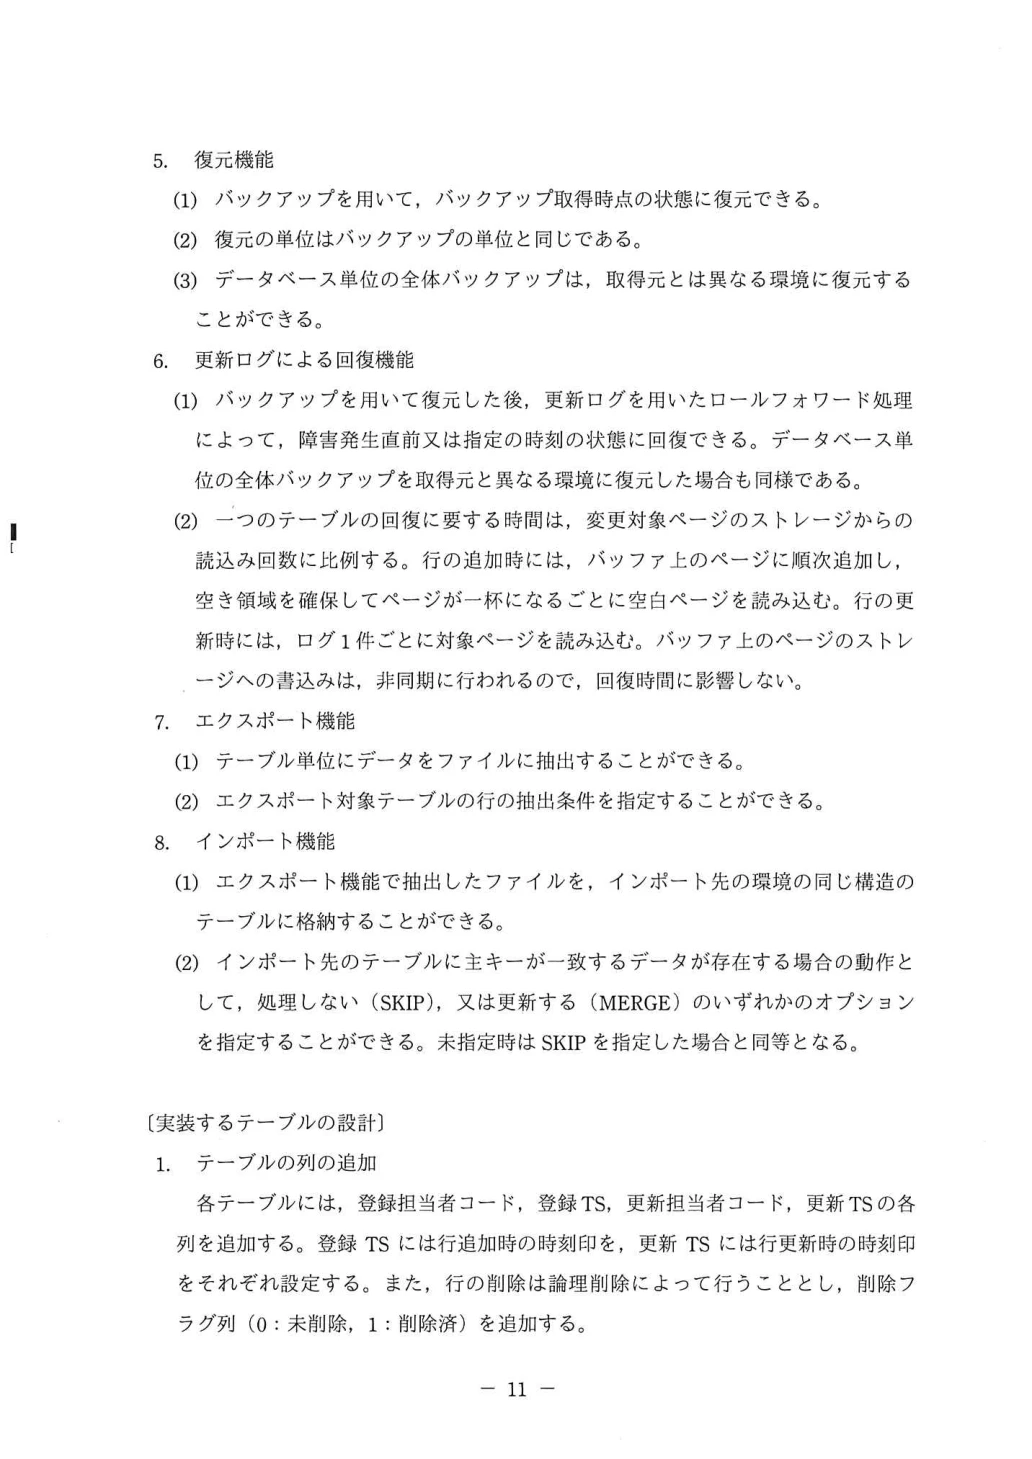 5. 復元機能
(1) バックアップを用いて，バックアップ取得時点の状態に復元できる。
(2) 復元の単位はバックアップの単位と同じである。
(3) データベース単位の全体バックアップは，取得元とは異なる環境に復元する
ことができる。
6. 更新ログによる回復機能
(1) バックアップを用いて復元した後，更新ログを用いたロールフォワード処理
によって，障害発生直前又は指定の時刻の状態に回復できる。データベース単
位の全体バックアップを取得元と異なる環境に復元した場合も同様である。
(2) 一つのテーブルの回復に要する時間は，変更対象ページのストレージからの
読込み回数に比例する。行の追加時には，バッファ上のページに順次追加し，
空き領域を確保してページが一杯になるごとに空白ページを読み込む。行の更
新時には，ログ1件ごとに対象ページを読み込む。バッファ上のページのストレ
ージへの書込みは，非同期に行われるので，回復時間に影響しない。
7. エクスポート機能
(1) テーブル単位にデータをファイルに抽出することができる。
(2) エクスポート対象テーブルの行の抽出条件を指定することができる。
8. インポート機能
(1) エクスポート機能で抽出したファイルを，インポート先の環境の同じ構造の
テーブルに格納することができる。
(2) インポート先のテーブルに主キーが一致するデータが存在する場合の動作と
して，処理しない（SKIP），又は更新する（MERGE）のいずれかのオプション
を指定することができる。未指定時は SKIP を指定した場合と同等となる。
〔実装するテーブルの設計〕
1. テーブルの列の追加
各テーブルには，登録担当者コード，登録 TS，更新担当者コード，更新 TS の各
列を追加する。登録 TS には行追加時の時刻印を，更新 TS には行更新時の時刻印
をそれぞれ設定する。また，行の削除は論理削除によって行うこととし，削除フ
ラグ列（0：未削除，1：削除済）を追加する。
－ 11 －